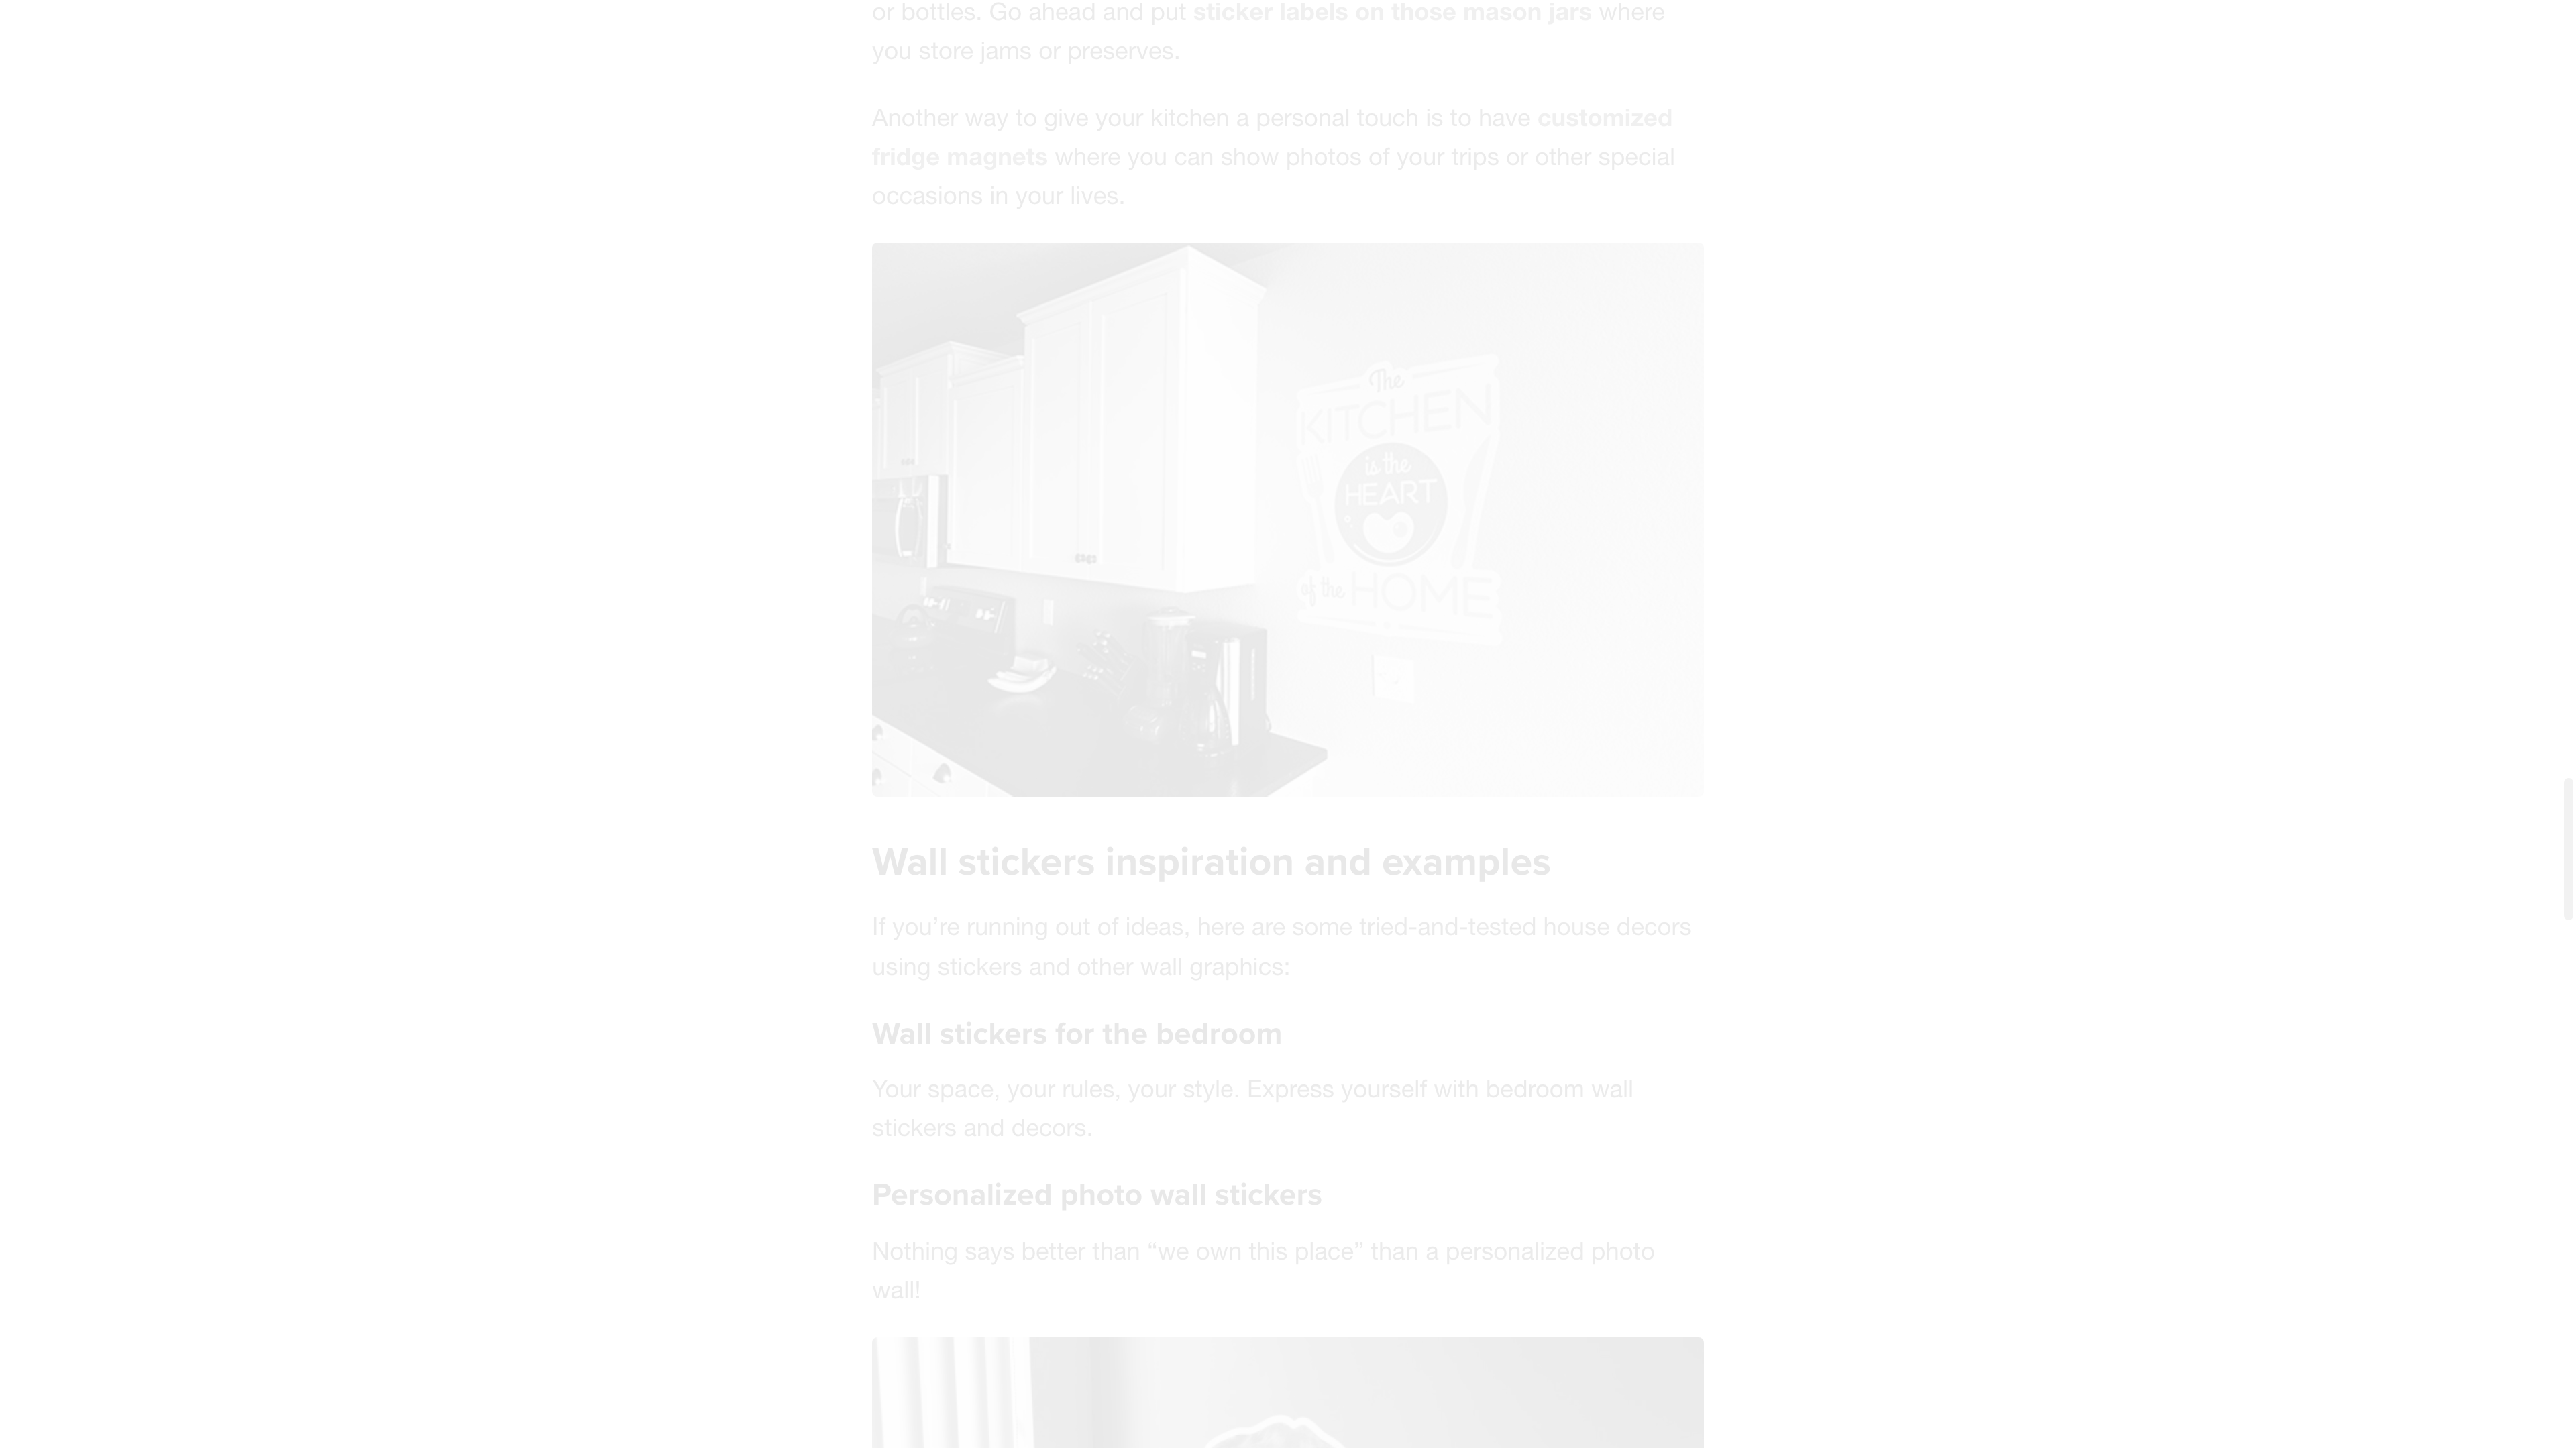 or bottles. Go ahead and put sticker labels on those mason jars where
you store jams or preserves.
Another way to give your kitchen a personal touch is to have customized
fridge magnets where you can show photos of your trips or other special
occasions in your lives.
The
KITCHEN
is the
HEART
of the HOME
Wall stickers inspiration and examples
If you’re running out of ideas, here are some tried-and-tested house decors
using stickers and other wall graphics:
Wall stickers for the bedroom
Your space, your rules, your style. Express yourself with bedroom wall
stickers and decors.
Personalized photo wall stickers
Nothing says better than “we own this place” than a personalized photo
wall!